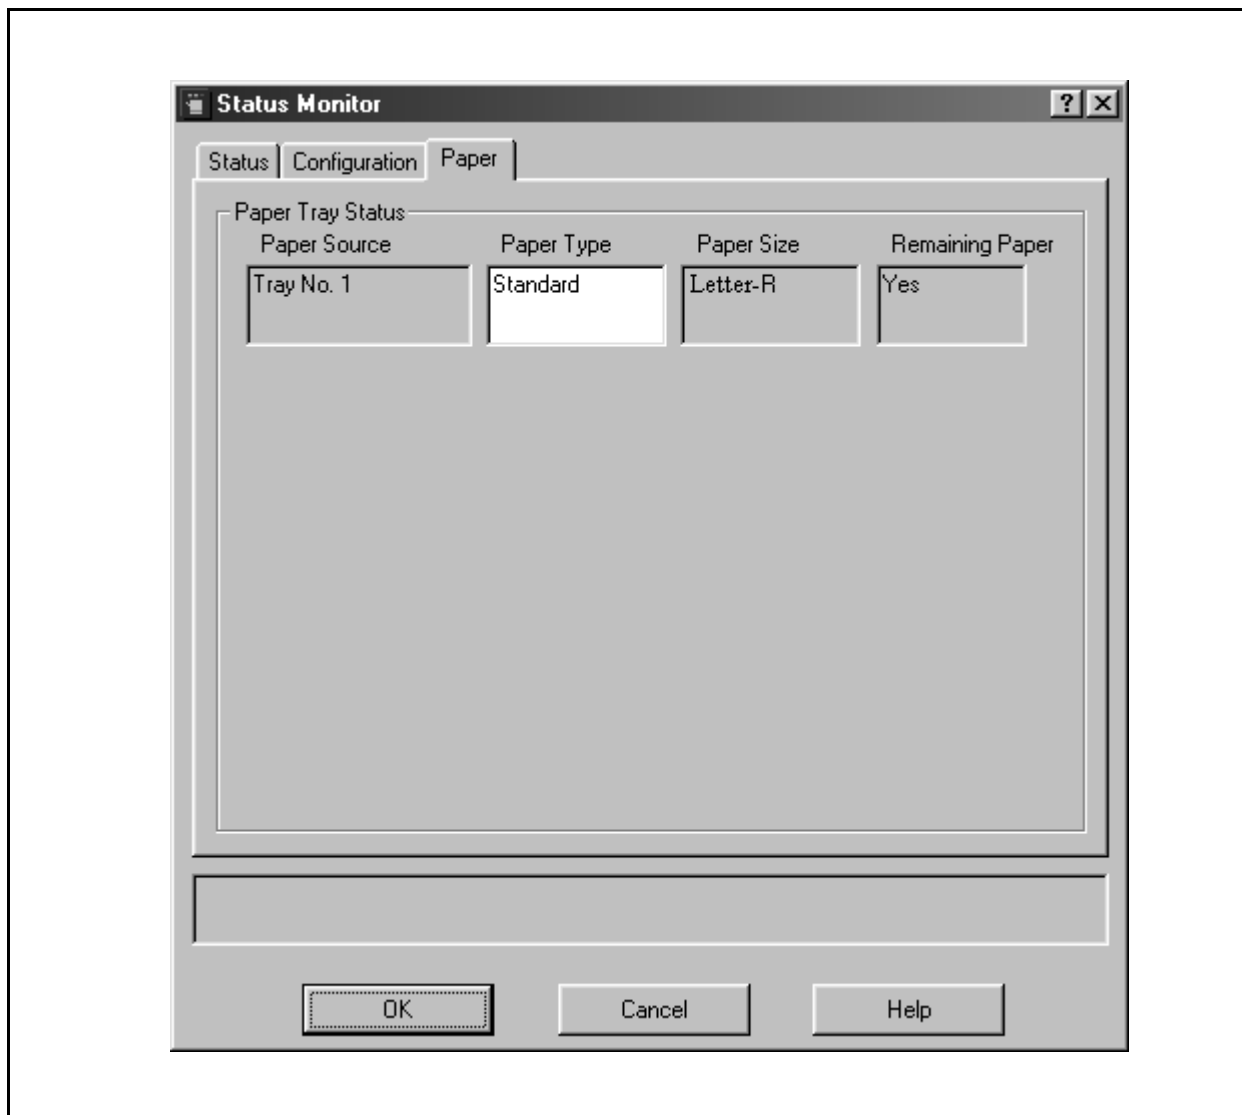 Status Monitor
Status Configuration Paper
Paper Tray Status
Paper Source Paper Type Paper Size Remaining Paper
Tray No. 1 Standard Letter-R Yes
OK Cancel Help